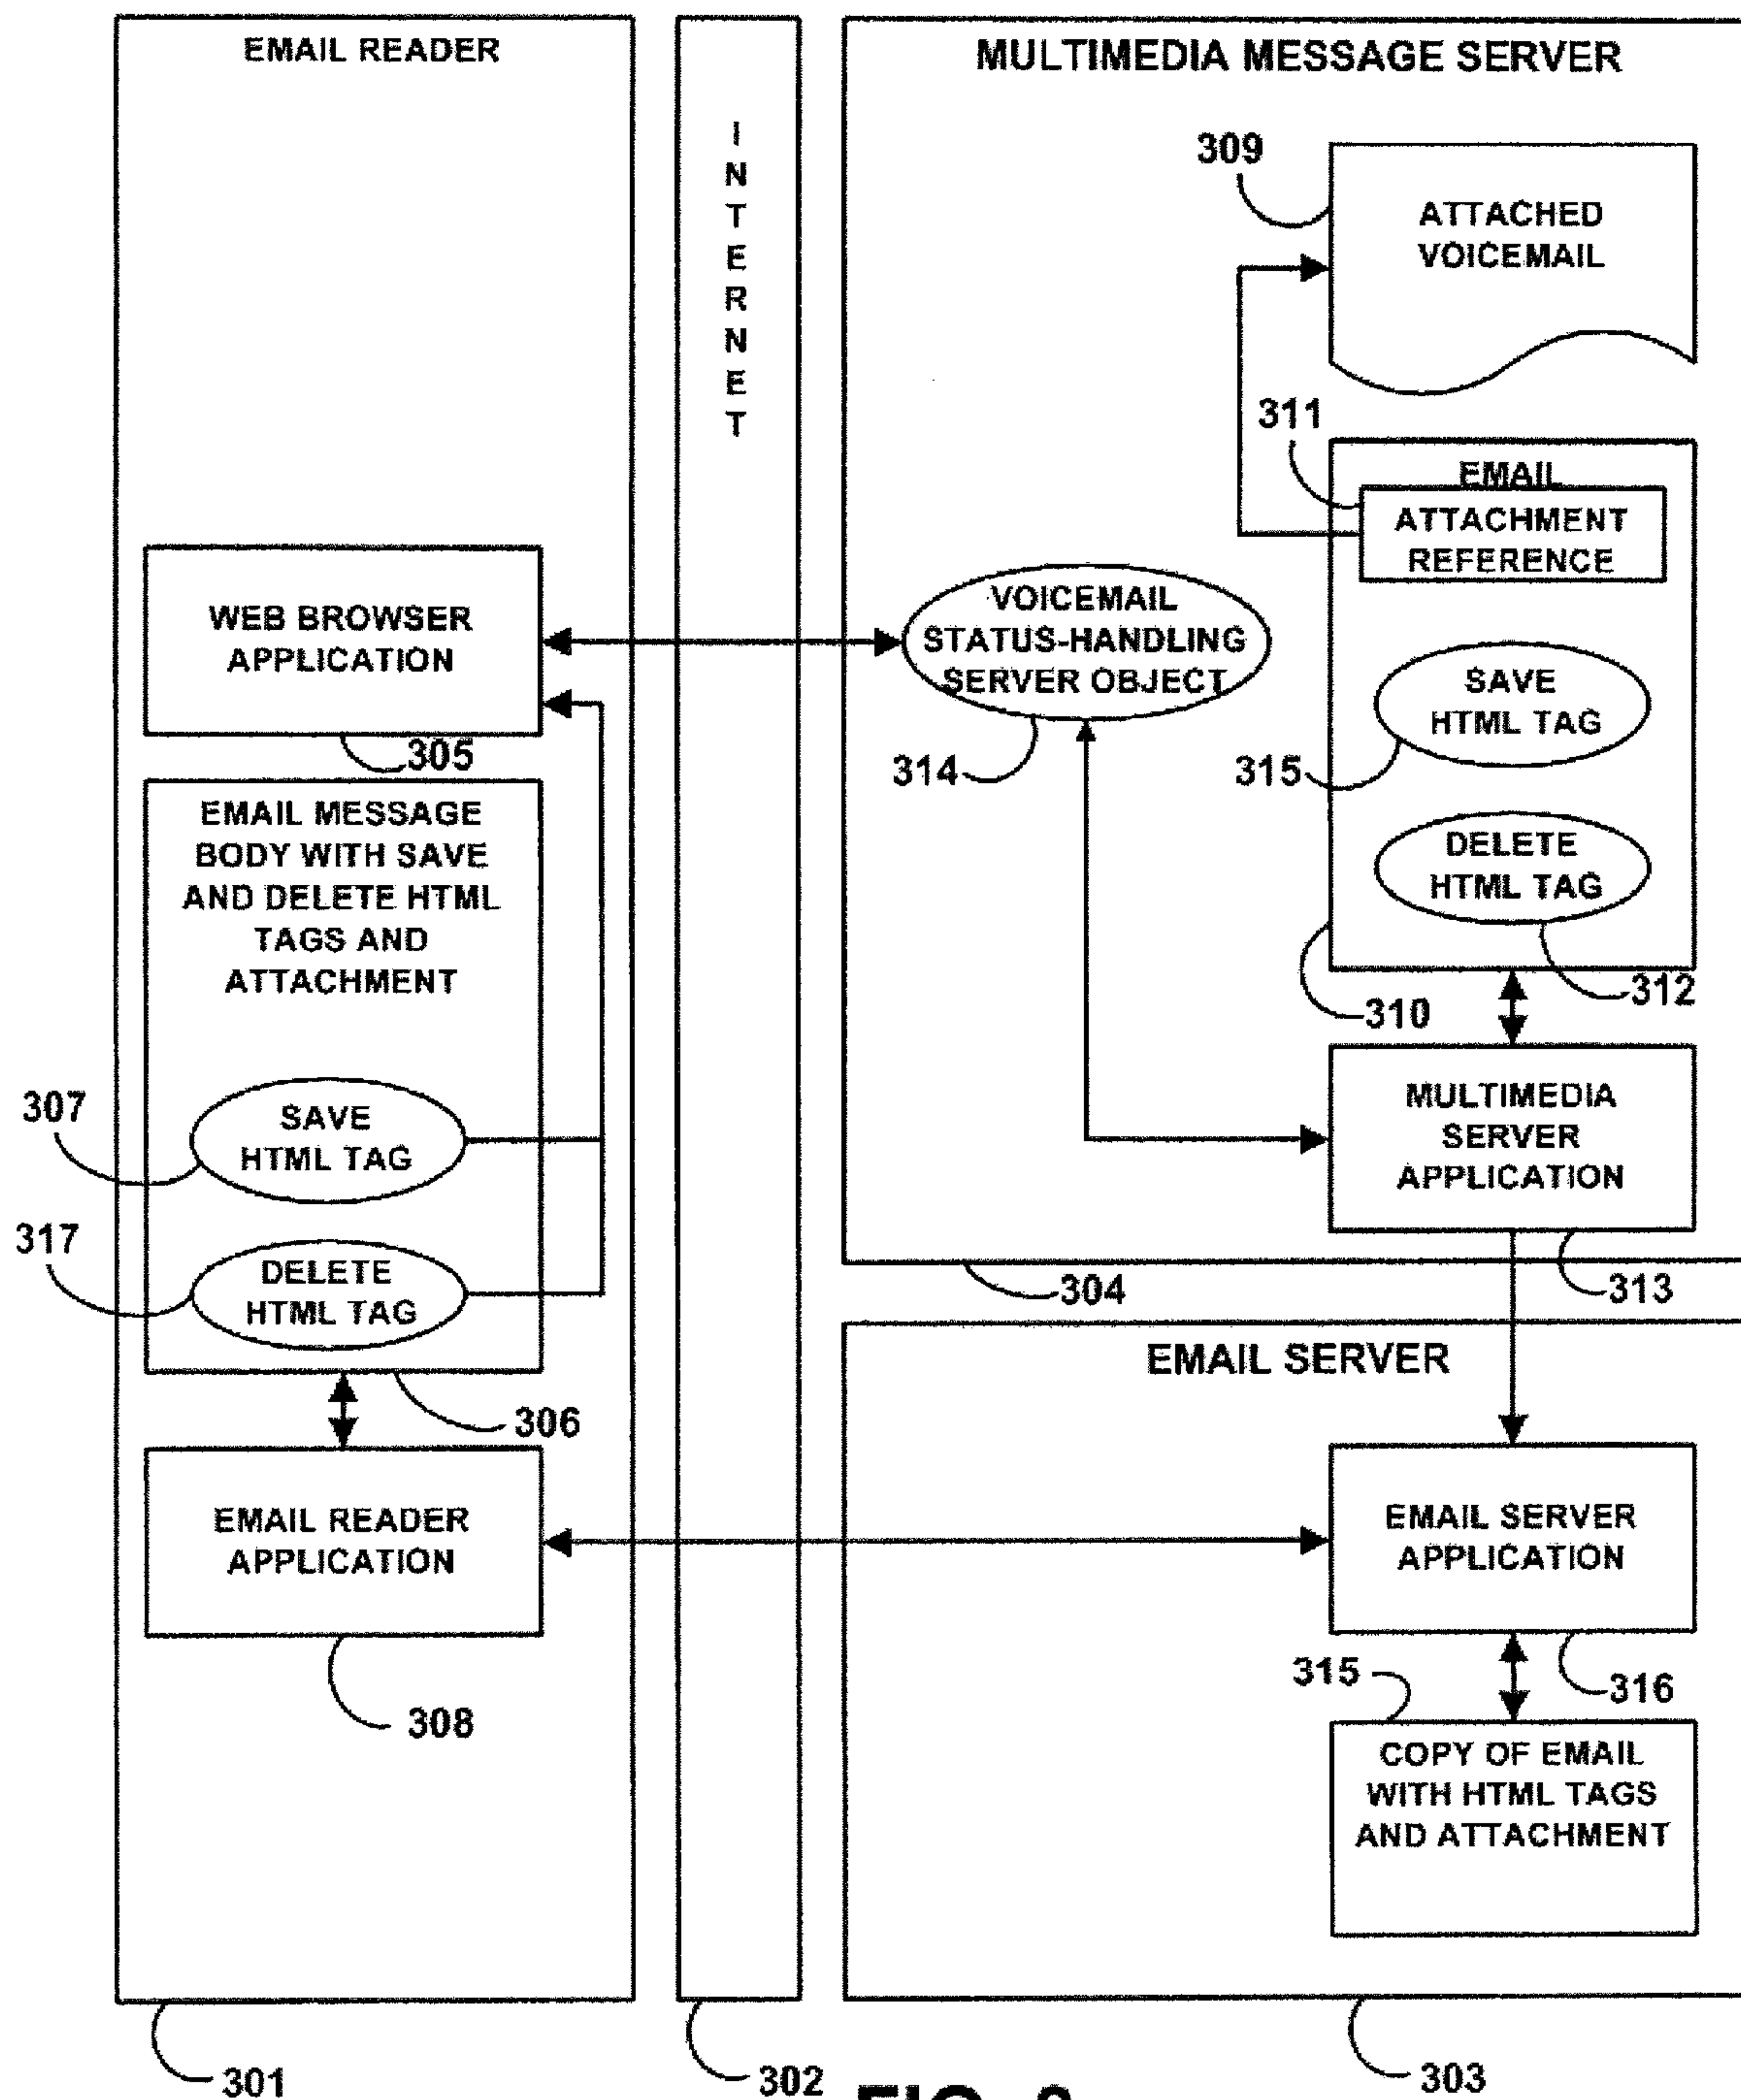 EMAIL READER
INTERNET
MULTIMEDIA MESSAGE SERVER
309
ATTACHED
VOICEMAIL
311
EMAIL
ATTACHMENT
REFERENCE
WEB BROWSER
APPLICATION
305
VOICEMAIL
STATUS-HANDLING
SERVER OBJECT
314
315
SAVE
HTML TAG
DELETE
HTML TAG
312
310
EMAIL MESSAGE
BODY WITH SAVE
AND DELETE HTML
TAGS AND
ATTACHMENT
307
SAVE
HTML TAG
317
DELETE
HTML TAG
306
MULTIMEDIA
SERVER
APPLICATION
304
313
EMAIL SERVER
EMAIL READER
APPLICATION
308
EMAIL SERVER
APPLICATION
316
315
COPY OF EMAIL
WITH HTML TAGS
AND ATTACHMENT
301
302
303